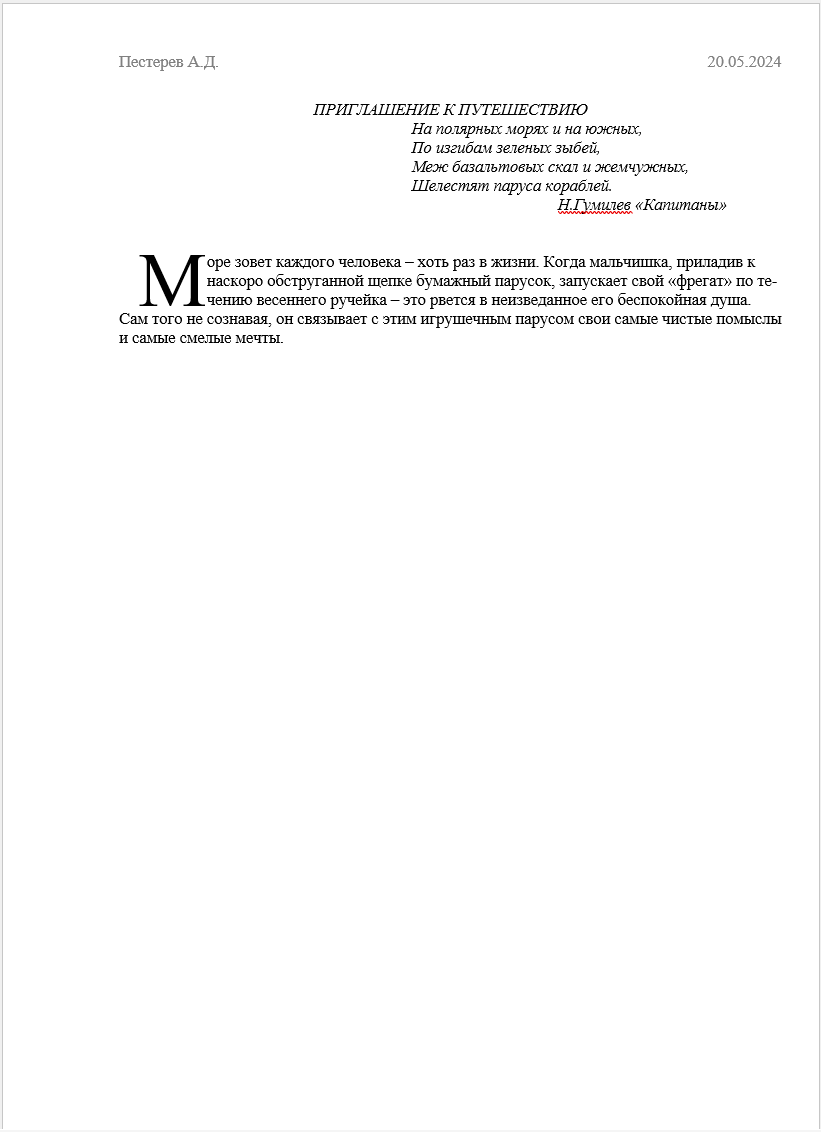 Пестерев А.Д. 20.05.2024
ПРИГЛАШЕНИЕ К ПУТЕШЕСТВИЮ
На полярных морях и на южных,
По изгибам зеленых зыбей,
Меж базальтовых скал и жемчужных,
Шелестят паруса кораблей.
Н.Гумилев «Капитаны»
Море зовет каждого человека – хоть раз в жизни. Когда мальчишка, приладив к
наскоро обструганной щепке бумажный парусок, запускает свой «фрегат» по те-
чению весеннего ручейка – это рвется в неизведанное его беспокойная душа.
Сам того не сознавая, он связывает с этим игрушечным парусом свои самые чистые помыслы
и самые смелые мечты.